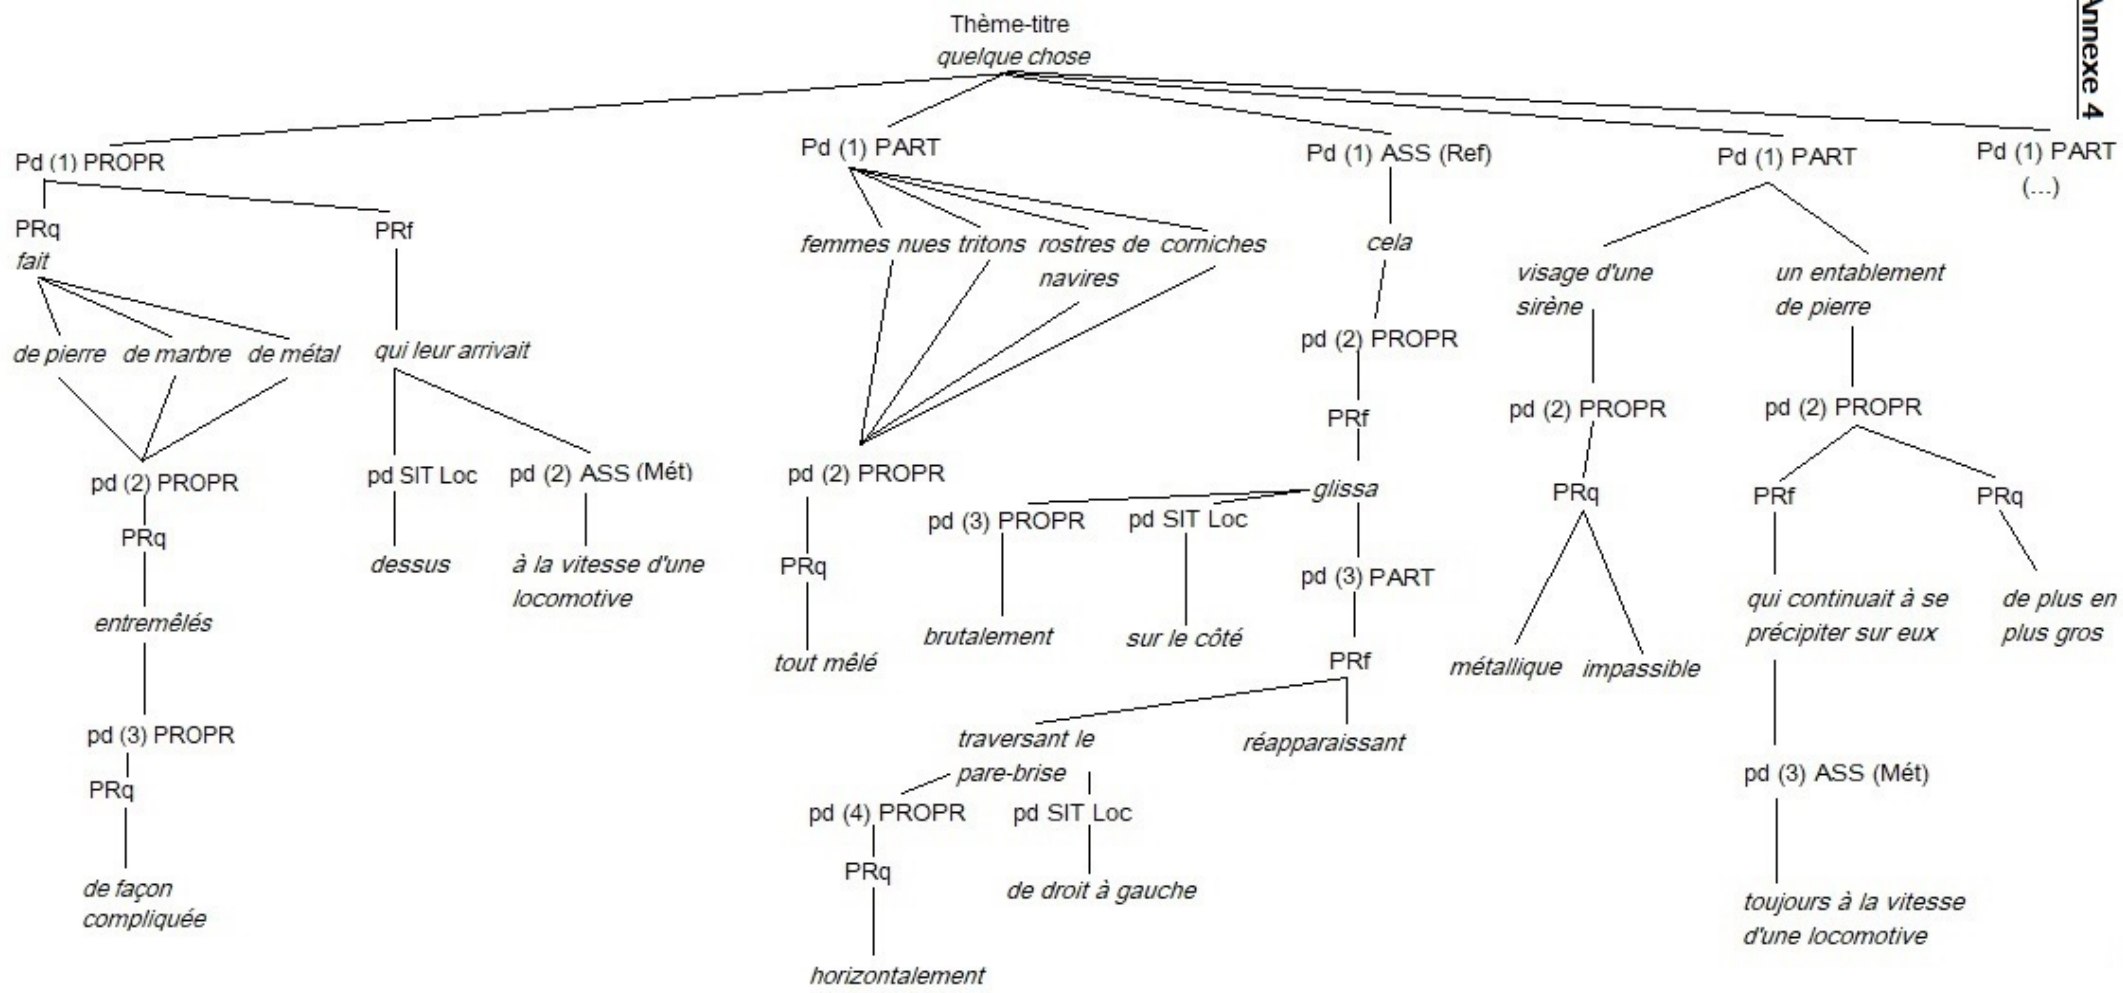 Annexe 4
Thème-titre
quelque chose
Pd (1) PROPR
Pd (1) PART
Pd (1) ASS (Ref)
Pd (1) PART
Pd (1) PART
(...)
PRq
fait
PRf
femmes nues tritons rostres de corniches
navires
cela
visage d'une
sirène
un entablement
de pierre
de pierre de marbre de métal
qui leur arrivait
pd (2) PROPR
PRf
pd (2) PROPR
pd (2) PROPR
pd (2) PROPR
PRq
entremêlés
pd (3) PROPR
PRq
de façon
compliquée
pd SIT Loc
dessus
pd (2) ASS (Mét)
à la vitesse d'une
locomotive
pd (2) PROPR
PRq
tout mêlé
glissa
pd (3) PROPR
brutalement
pd SIT Loc
sur le côté
pd (3) PART
PRf
traversant le
pare-brise
réapparaissant
pd (4) PROPR
PRq
horizontalement
pd SIT Loc
de droit à gauche
PRq
métallique impassible
PRf
qui continuait à se
précipiter sur eux
PRq
de plus en
plus gros
pd (3) ASS (Mét)
toujours à la vitesse
d'une locomotive